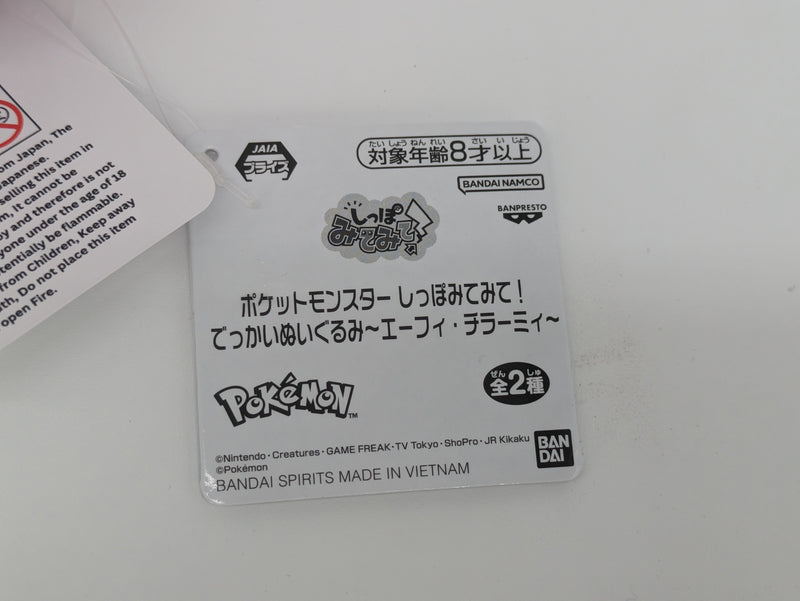 om Japan, The
apanese.
selling this item in
n, it cannot be
oy and therefore is not
yone under the age of 18
tentially be flammable.
from Children, Keep away
uth, Do not place this item
open Fire.
JAIA
プライズ
たい しょう ねん れい さい い じょう
対象年齢8才以上
BANDAI NAMCO
BANPRESTO
しっぽ
みてみて!
ポケットモンスター しっぽみてみて!
でっかいぬいぐるみ〜エーフィ・チラーミィ〜
ぜん しゅ
全2種
POKéMON™
©Nintendo・Creatures・GAME FREAK・TV Tokyo・ShoPro・JR Kikaku
©Pokémon
BANDAI SPIRITS MADE IN VIETNAM
BAN
DAI